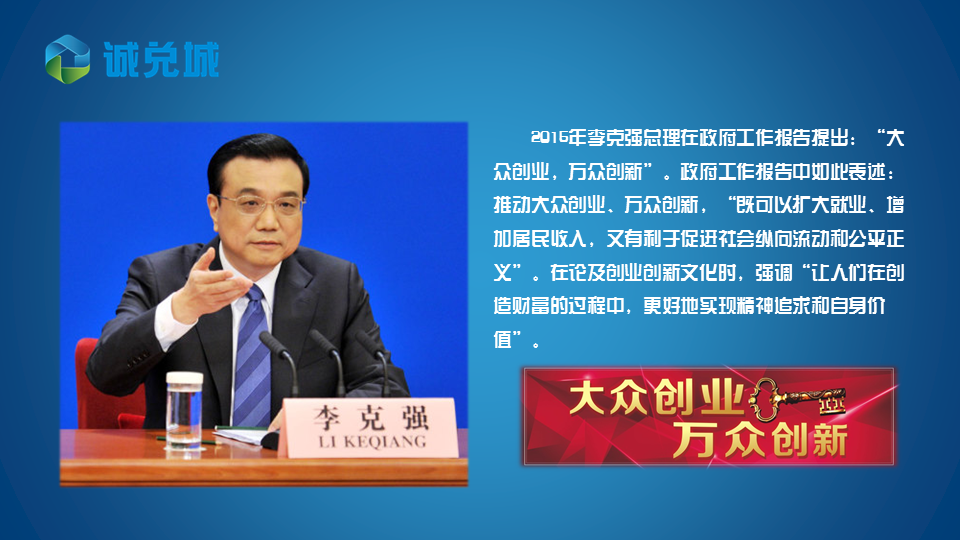 诚兑城
2015年李克强总理在政府工作报告提出：“大
众创业，万众创新”。政府工作报告中如此表述：
推动大众创业、万众创新，“既可以扩大就业、增
加居民收入，又有利于促进社会纵向流动和公平正
义”。在论及创业创新文化时，强调“让人们在创
造财富的过程中，更好地实现精神追求和自身价
值”。
李克强
LI KEQIANG
大众创业
万众创新